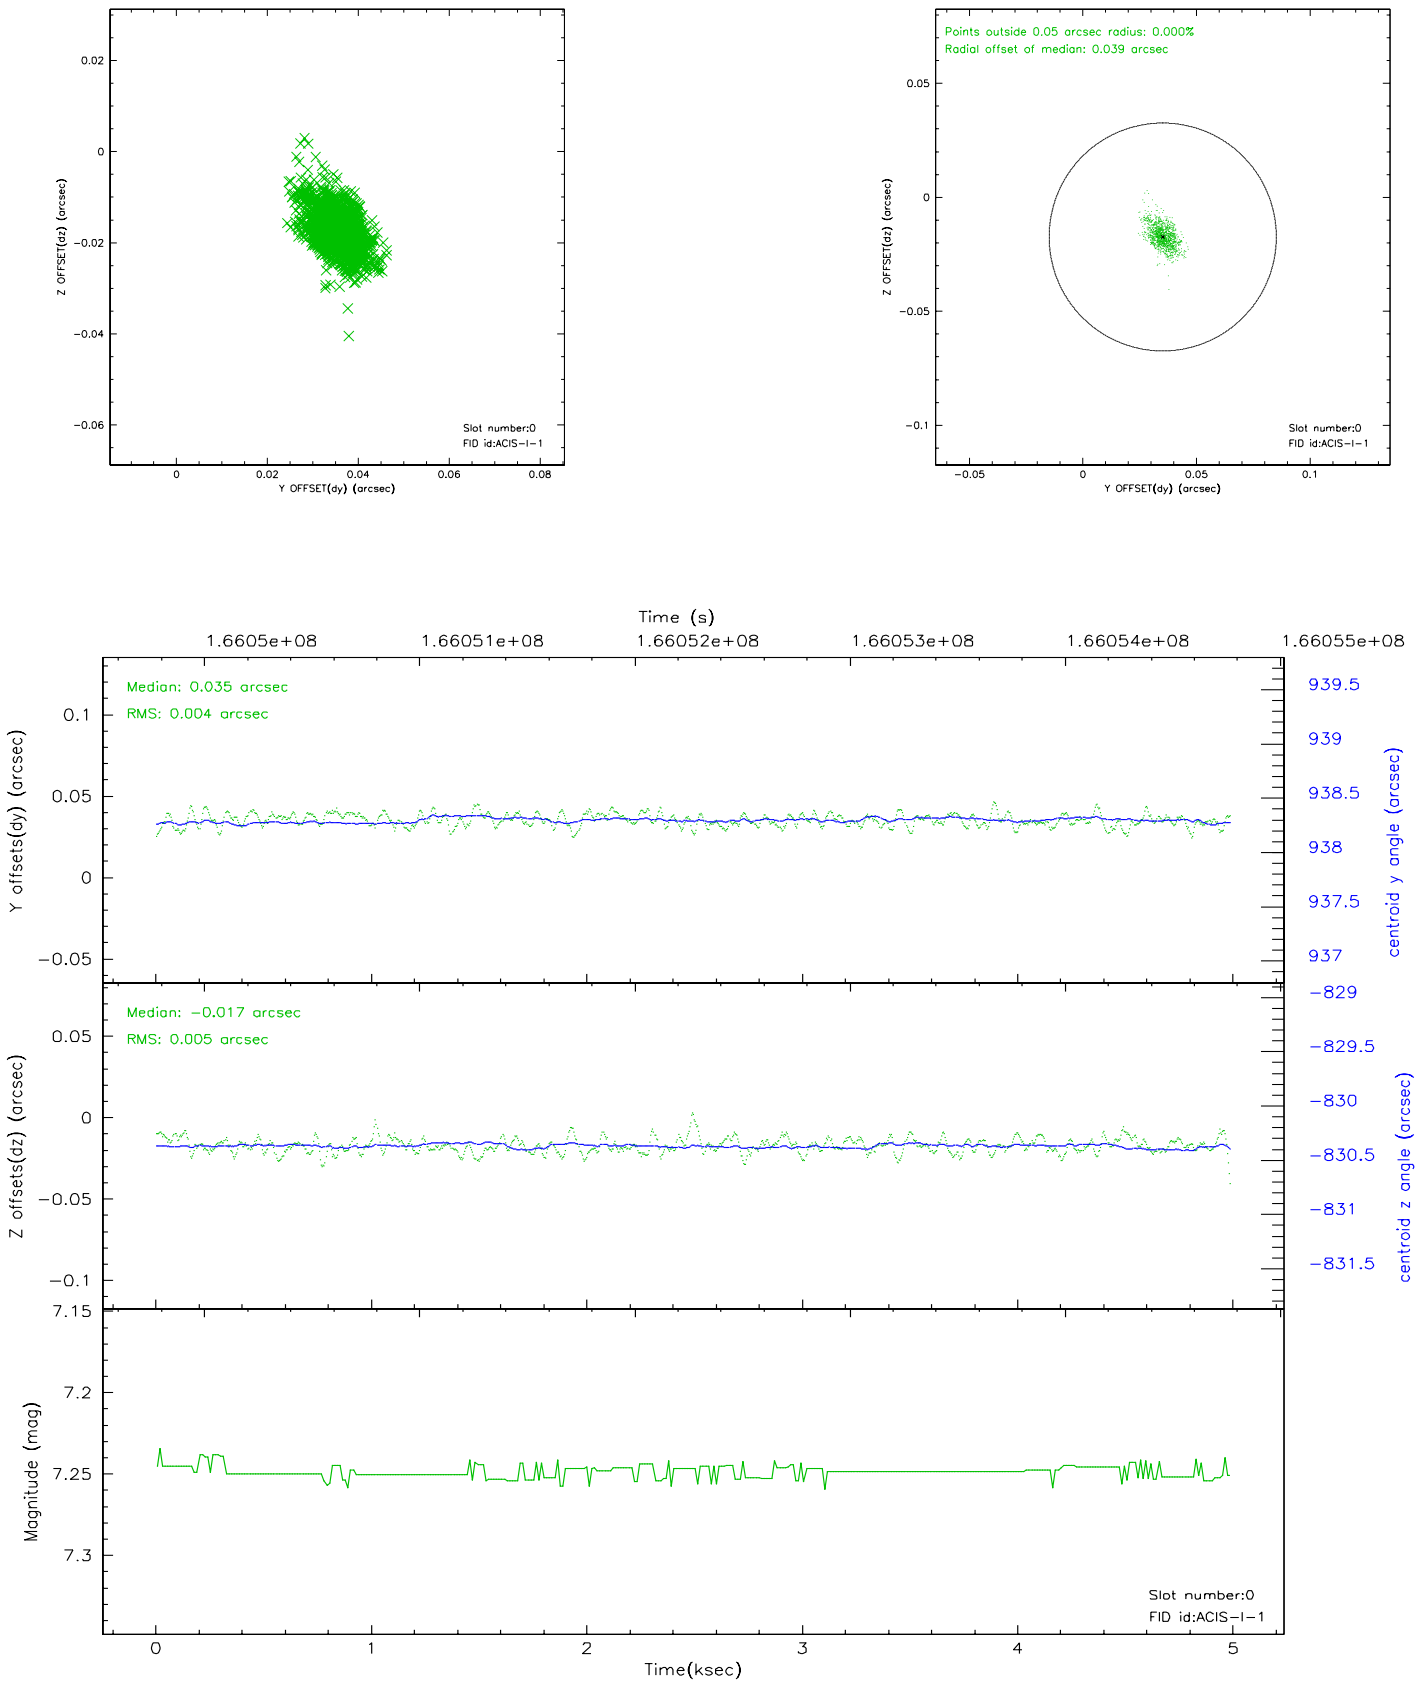 0.02
0
−0.02
−0.04
−0.06
Z OFFSET(dz) (arcsec)
Slot number:0
FID id:ACIS−I−1
0 0.02 0.04 0.06 0.08
Y OFFSET(dy) (arcsec)
Points outside 0.05 arcsec radius: 0.000%
Radial offset of median: 0.039 arcsec
0.05
0
−0.05
−0.1
Z OFFSET(dz) (arcsec)
Slot number:0
FID id:ACIS−I−1
−0.05 0 0.05 0.1
Y OFFSET(dy) (arcsec)
Time (s)
1.6605e+08 1.66051e+08 1.66052e+08 1.66053e+08 1.66054e+08 1.66055e+08
Median: 0.035 arcsec
RMS: 0.004 arcsec
0.1
0.05
0
−0.05
Y offsets(dy) (arcsec)
939.5
939
938.5
938
937.5
937
centroid y angle (arcsec)
Median: −0.017 arcsec
RMS: 0.005 arcsec
0.05
0
−0.05
−0.1
Z offsets(dz) (arcsec)
−829
−829.5
−830
−830.5
−831
−831.5
centroid z angle (arcsec)
7.15
7.2
7.25
7.3
Magnitude (mag)
Slot number:0
FID id:ACIS−I−1
0 1 2 3 4 5
Time(ksec)